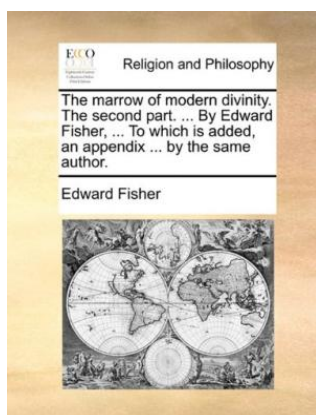 ECCO
Religion and Philosophy
The marrow of modern divinity.
The second part. ... By Edward
Fisher, ... To which is added,
an appendix ... by the same
author.
Edward Fisher